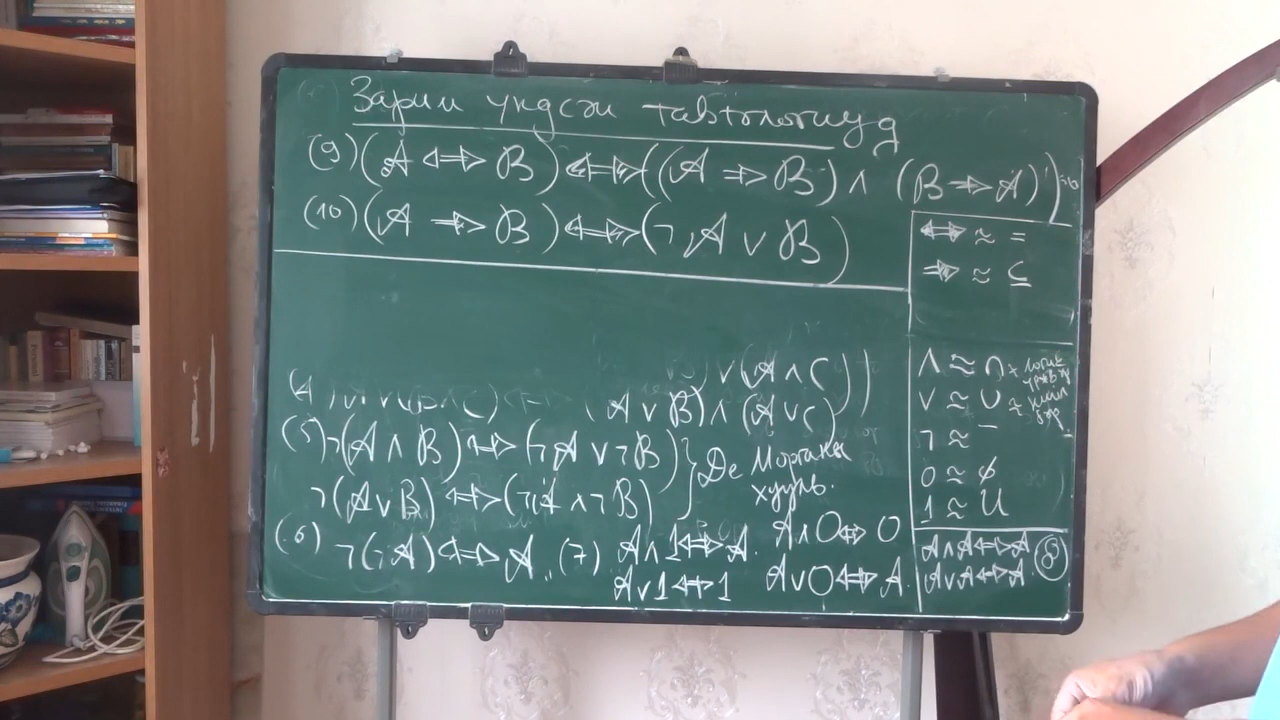 Зарим үндсэн тавтологиуд
(9) (A ⇔ B) ⇔ ((A ⇒ B) ∧ (B ⇒ A))
(10) (A ⇒ B) ⇔ (¬A ∨ B)
⇔ ≈ =
⇒ ≈ ⊆
∨ (A ∧ C))
(A ∨ B) ∧ (A ∨ C)
(5) ¬(A ∧ B) ⇔ (¬A ∨ ¬B)
¬(A ∨ B) ⇔ (¬A ∧ ¬B)
} Де Морганы
хууль.
(6) ¬(¬A) ⇔ A,, (7) A ∧ 1 ⇔ A. A ∧ 0 ⇔ 0
A ∨ 1 ⇔ 1 A ∨ 0 ⇔ A.
∧ ≈ ∩
∨ ≈ ∪
¬ ≈ ‾
0 ≈ ∅
1 ≈ U
A ∧ A ⇔ A
A ∨ A ⇔ A. (8)